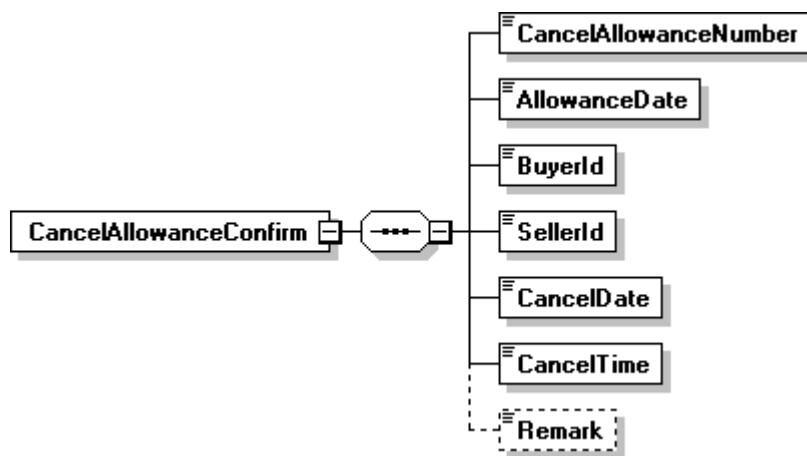 CancelAllowanceNumber
AllowanceDate
BuyerId
CancelAllowanceConfirm
SellerId
CancelDate
CancelTime
Remark